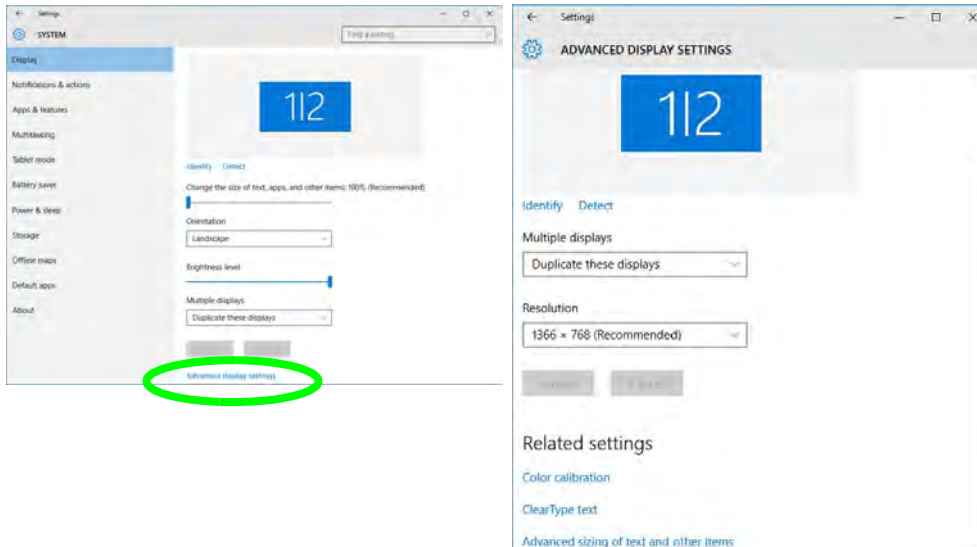 Settings
SYSTEM
Find a setting
Display
Notifications & actions
Apps & features
Multitasking
Tablet mode
Battery saver
Power & sleep
Storage
Offline maps
Default apps
About
1|2
Identify Detect
Change the size of text, apps, and other items: 100% (Recommended)
Orientation
Landscape
Brightness level
Multiple displays
Duplicate these displays
Advanced display settings
Settings
ADVANCED DISPLAY SETTINGS
1|2
Identify Detect
Multiple displays
Duplicate these displays
Resolution
1366 × 768 (Recommended)
Related settings
Color calibration
ClearType text
Advanced sizing of text and other items